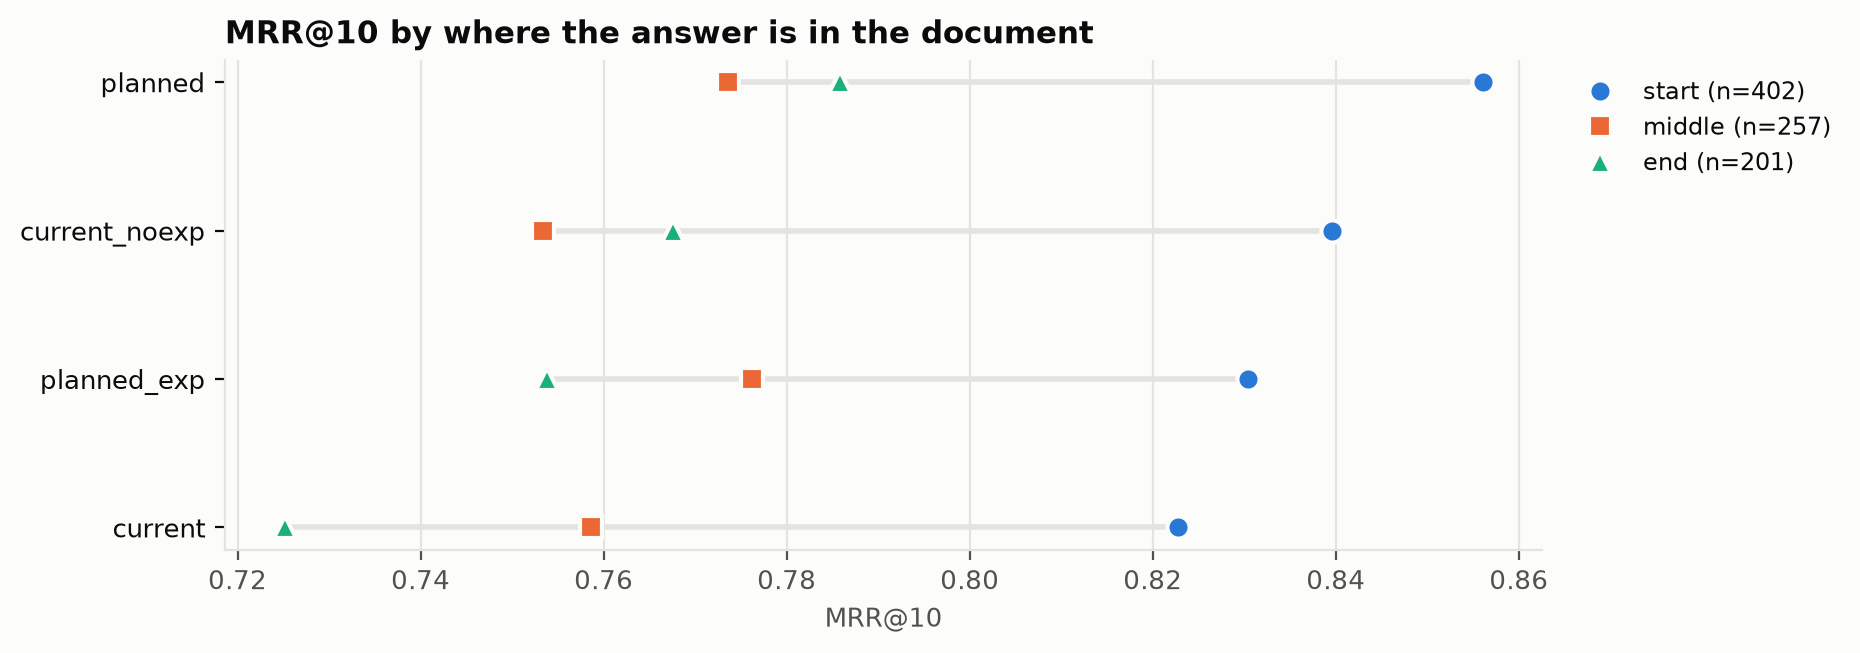 MRR@10 by where the answer is in the document
planned
current_noexp
planned_exp
current
start (n=402)
middle (n=257)
end (n=201)
0.72 0.74 0.76 0.78 0.80 0.82 0.84 0.86
MRR@10